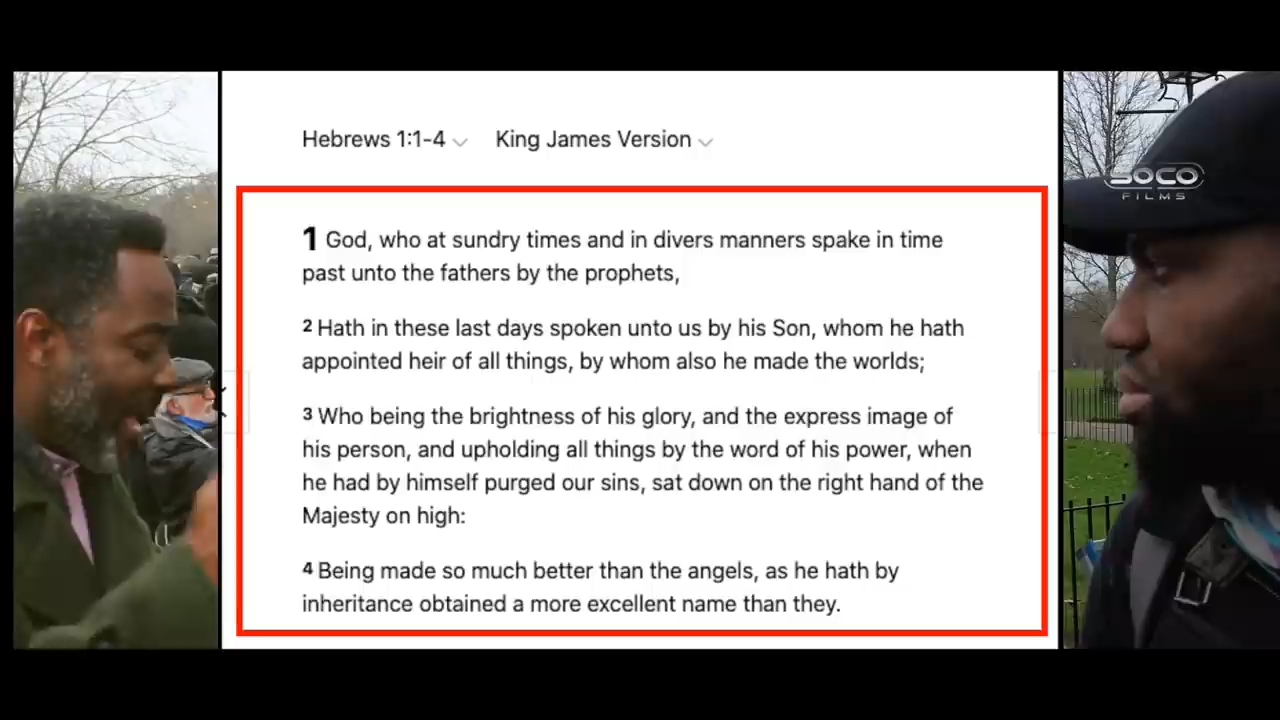 Hebrews 1:1-4 King James Version
SOCO
FILMS
1 God, who at sundry times and in divers manners spake in time
past unto the fathers by the prophets,
2 Hath in these last days spoken unto us by his Son, whom he hath
appointed heir of all things, by whom also he made the worlds;
3 Who being the brightness of his glory, and the express image of
his person, and upholding all things by the word of his power, when
he had by himself purged our sins, sat down on the right hand of the
Majesty on high:
4 Being made so much better than the angels, as he hath by
inheritance obtained a more excellent name than they.